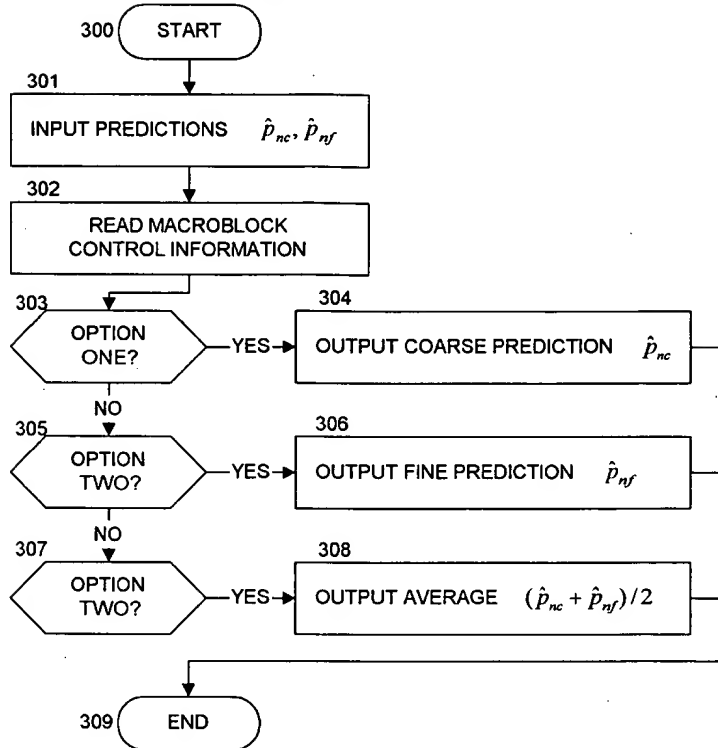 300 START
301
INPUT PREDICTIONS p̂nc, p̂nf
302
READ MACROBLOCK
CONTROL INFORMATION
303
OPTION
ONE?
YES
304
OUTPUT COARSE PREDICTION p̂nc
NO
305
OPTION
TWO?
YES
306
OUTPUT FINE PREDICTION p̂nf
NO
307
OPTION
TWO?
YES
308
OUTPUT AVERAGE (p̂nc + p̂nf)/2
309 END